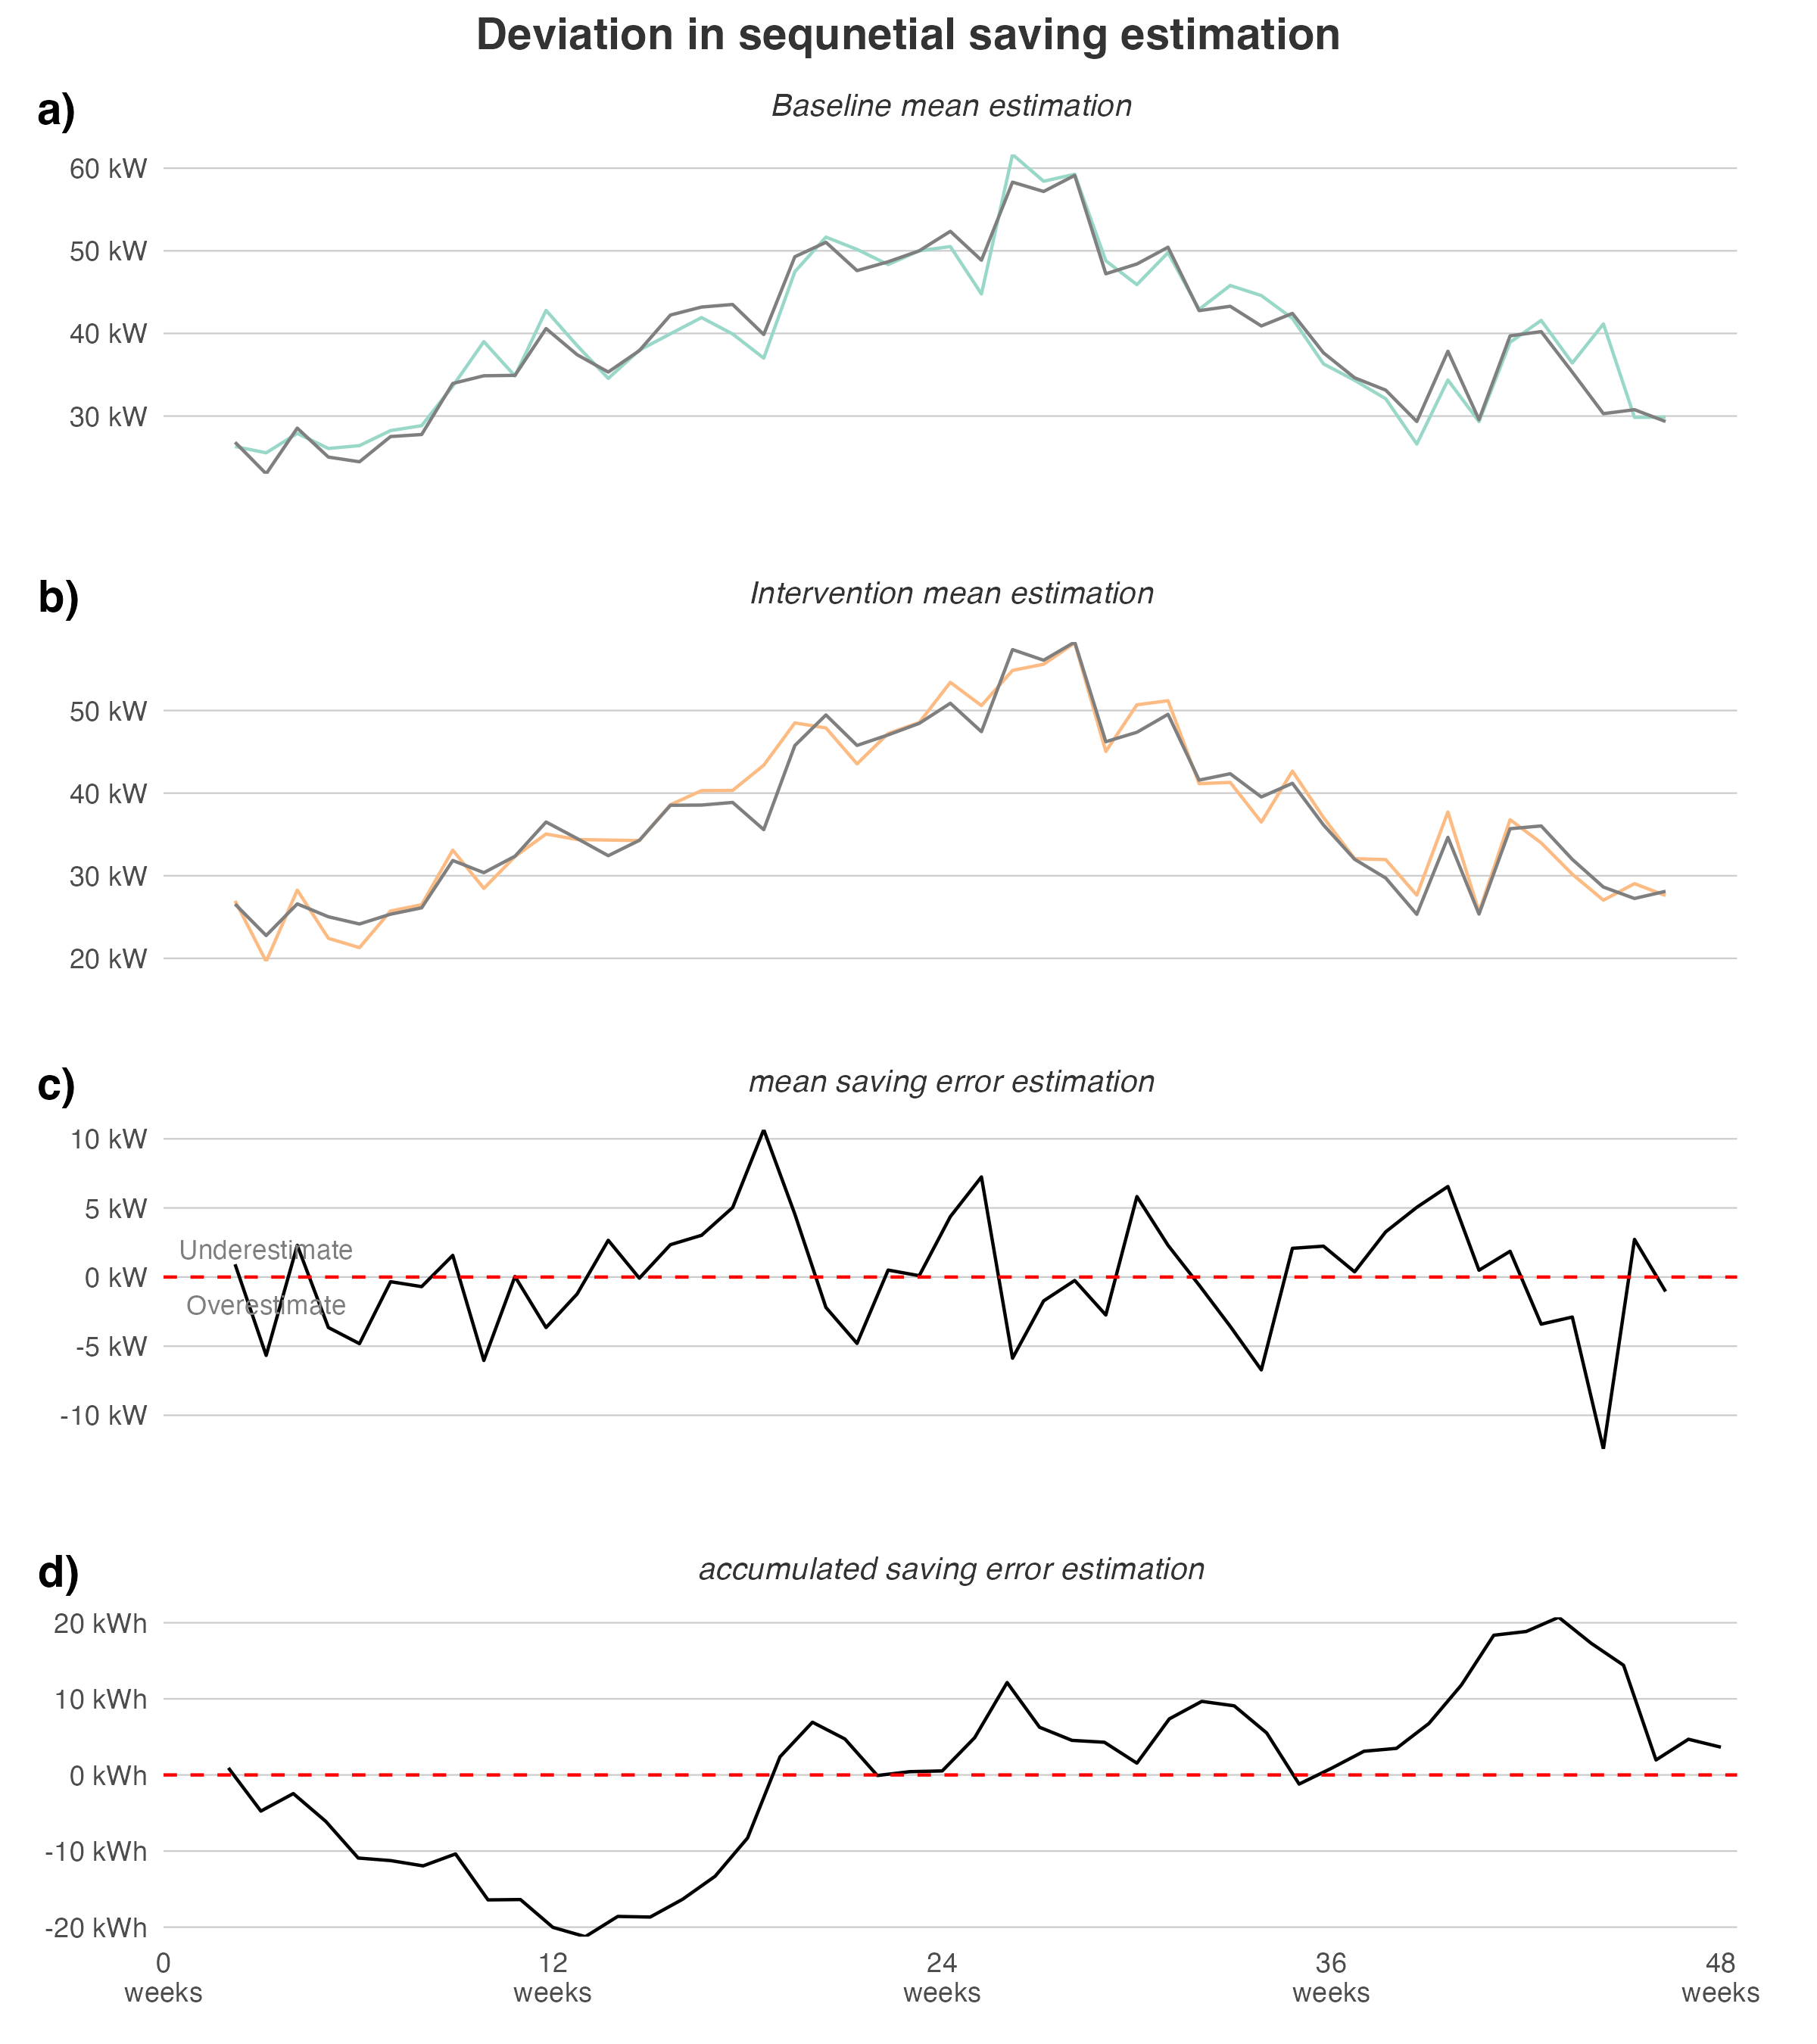 Deviation in sequnetial saving estimation
a)
Baseline mean estimation
60 kW
50 kW
40 kW
30 kW
b)
Intervention mean estimation
50 kW
40 kW
30 kW
20 kW
c)
mean saving error estimation
10 kW
5 kW
Underestimate
0 kW
Overestimate
-5 kW
-10 kW
d)
accumulated saving error estimation
20 kWh
10 kWh
0 kWh
-10 kWh
-20 kWh
0 12 24 36 48
weeks weeks weeks weeks weeks